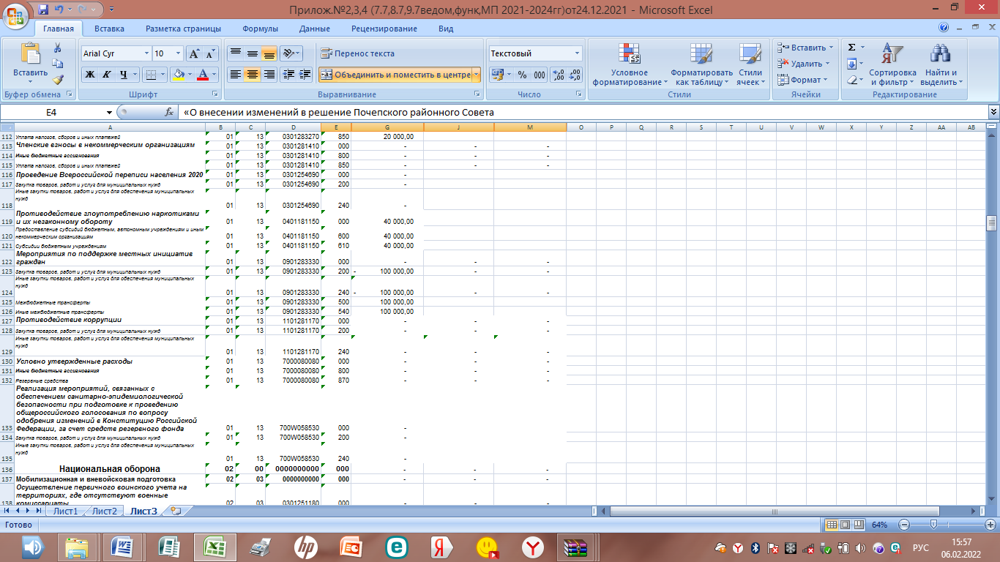 Прилож.№2,3,4 (7.7,8.7,9.7ведом,функ,МП 2021-2024гг)от24.12.2021 - Microsoft Excel
Главная Вставка Разметка страницы Формулы Данные Рецензирование Вид
Вставить
Буфер обмена
Arial Cyr 10
Ж К Ч
Шрифт
Перенос текста
Объединить и поместить в центре
Выравнивание
Текстовый
% 000
Число
Условное форматирование
Форматировать как таблицу
Стили ячеек
Стили
Вставить
Удалить
Формат
Ячейки
Сортировка и фильтр
Найти и выделить
Редактирование
E4 fx «О внесении изменений в решение Почепского районного Совета
A B C D E G J M O P Q R S T U V W X Y Z AA AB
112 Уплата налогов, сборов и иных платежей 01 13 0301283270 850 20 000,00
113 Членские взносы в некоммерческим организациям 01 13 0301281410 000 - - -
114 Иные бюджетные ассигнования 01 13 0301281410 800 - - -
115 Уплата налогов, сборов и иных платежей 01 13 0301281410 850 - - -
116 Проведение Всероссийской переписи населения 2020 01 13 0301254690 000 -
117 Закупка товаров, работ и услуг для муниципальных нужд 01 13 0301254690 200 -
Иные закупки товаров, работ и услуг для обеспечения муниципальных
нужд
118 01 13 0301254690 240 -
Противодействие злоупотреблению наркотиками
119 и их незаконному обороту 01 13 0401181150 000 40 000,00
Предоставление субсидий бюджетным, автономным учреждениям и иным
120 некоммерческим организациям 01 13 0401181150 600 40 000,00
121 Субсидии бюджетным учреждениям 01 13 0401181150 610 40 000,00
Мероприятия по поддержке местных инициатив
122 граждан 01 13 0901283330 000 - - -
123 Закупка товаров, работ и услуг для муниципальных нужд 01 13 0901283330 200 - 100 000,00 - -
Иные закупки товаров, работ и услуг для обеспечения муниципальных
нужд
124 01 13 0901283330 240 - 100 000,00 - -
125 Межбюджетные трансферты 01 13 0901283330 500 100 000,00
126 Иные межбюджетные трансферты 01 13 0901283330 540 100 000,00
127 Противодействие коррупции 01 13 1101281170 000 - - -
128 Закупка товаров, работ и услуг для муниципальных нужд 01 13 1101281170 200 - - -
Иные закупки товаров, работ и услуг для обеспечения муниципальных
нужд
129 01 13 1101281170 240 - - -
130 Условно утвержденные расходы 01 13 7000080080 000 - - -
131 Иные бюджетные ассигнования 01 13 7000080080 800 - - -
132 Резервные средства 01 13 7000080080 870 - - -
Реализация мероприятий, связанных с
обеспечением санитарно-эпидемиологической
безопасности при подготовке к проведению
общероссийского голосования по вопросу
одобрения изменений в Конституцию Российской
133 Федерации, за счет средств резервного фонда 01 13 700W058530 000 -
134 Закупка товаров, работ и услуг для муниципальных нужд 01 13 700W058530 200 -
Иные закупки товаров, работ и услуг для обеспечения муниципальных
нужд
135 01 13 700W058530 240 -
136 Национальная оборона 02 00 0000000000 000 - - -
137 Мобилизационная и вневойсковая подготовка 02 03 0000000000 000 - - -
Осуществление первичного воинского учета на
территориях, где отсутствуют военные
138 комиссариаты 02 03 0301251180 000 - - -
Лист1 Лист2 Лист3
Готово 64%
РУС 15:57
06.02.2022